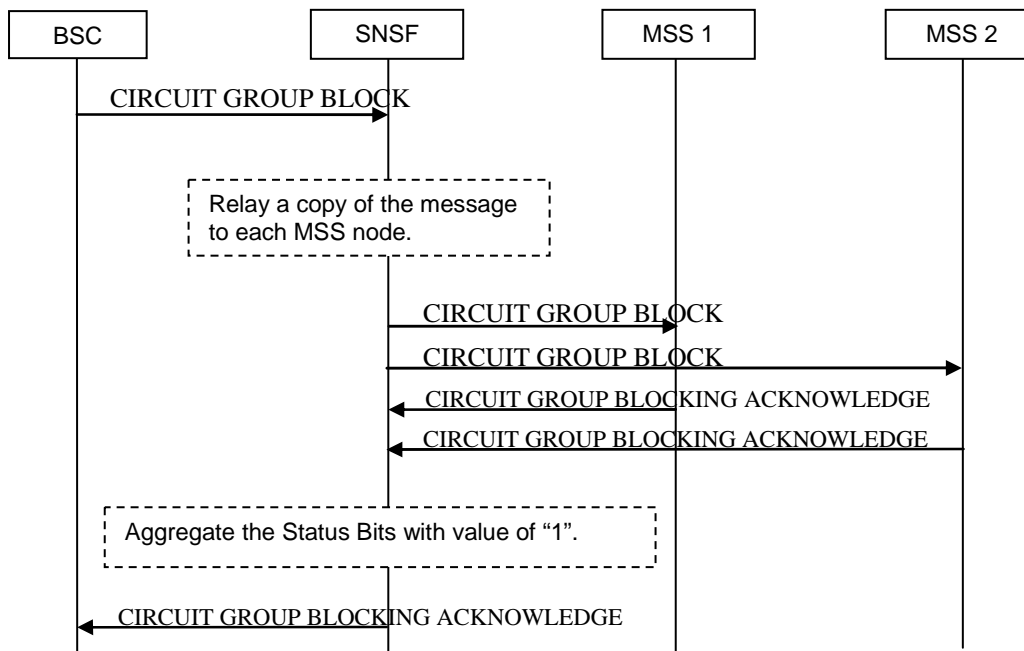 BSC
SNSF
MSS 1
MSS 2
CIRCUIT GROUP BLOCK
Relay a copy of the message
to each MSS node.
CIRCUIT GROUP BLOCK
CIRCUIT GROUP BLOCK
CIRCUIT GROUP BLOCKING ACKNOWLEDGE
CIRCUIT GROUP BLOCKING ACKNOWLEDGE
Aggregate the Status Bits with value of “1”.
CIRCUIT GROUP BLOCKING ACKNOWLEDGE